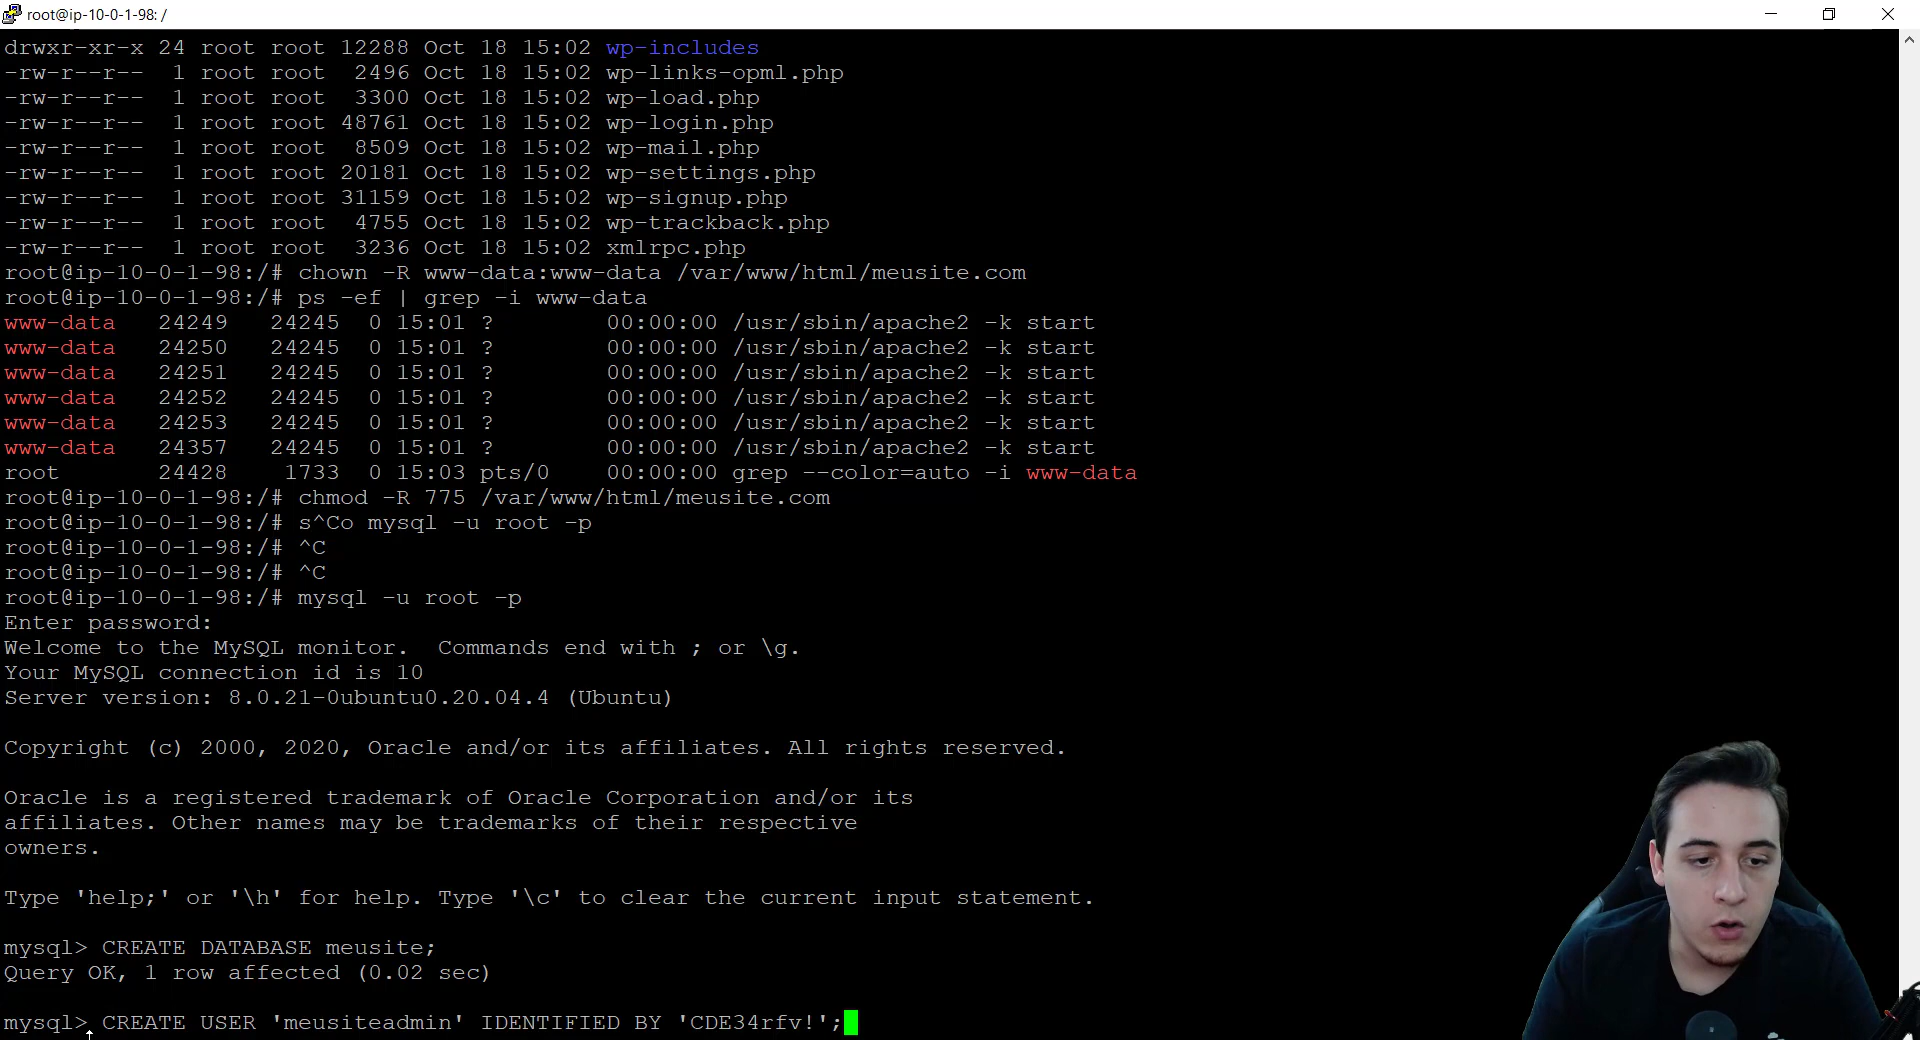 root@ip-10-0-1-98: /
drwxr-xr-x 24 root root 12288 Oct 18 15:02 wp-includes
-rw-r--r-- 1 root root 2496 Oct 18 15:02 wp-links-opml.php
-rw-r--r-- 1 root root 3300 Oct 18 15:02 wp-load.php
-rw-r--r-- 1 root root 48761 Oct 18 15:02 wp-login.php
-rw-r--r-- 1 root root 8509 Oct 18 15:02 wp-mail.php
-rw-r--r-- 1 root root 20181 Oct 18 15:02 wp-settings.php
-rw-r--r-- 1 root root 31159 Oct 18 15:02 wp-signup.php
-rw-r--r-- 1 root root 4755 Oct 18 15:02 wp-trackback.php
-rw-r--r-- 1 root root 3236 Oct 18 15:02 xmlrpc.php
root@ip-10-0-1-98:/# chown -R www-data:www-data /var/www/html/meusite.com
root@ip-10-0-1-98:/# ps -ef | grep -i www-data
www-data 24249 24245 0 15:01 ? 00:00:00 /usr/sbin/apache2 -k start
www-data 24250 24245 0 15:01 ? 00:00:00 /usr/sbin/apache2 -k start
www-data 24251 24245 0 15:01 ? 00:00:00 /usr/sbin/apache2 -k start
www-data 24252 24245 0 15:01 ? 00:00:00 /usr/sbin/apache2 -k start
www-data 24253 24245 0 15:01 ? 00:00:00 /usr/sbin/apache2 -k start
www-data 24357 24245 0 15:01 ? 00:00:00 /usr/sbin/apache2 -k start
root 24428 1733 0 15:03 pts/0 00:00:00 grep --color=auto -i www-data
root@ip-10-0-1-98:/# chmod -R 775 /var/www/html/meusite.com
root@ip-10-0-1-98:/# s^Co mysql -u root -p
root@ip-10-0-1-98:/# ^C
root@ip-10-0-1-98:/# ^C
root@ip-10-0-1-98:/# mysql -u root -p
Enter password:
Welcome to the MySQL monitor. Commands end with ; or \g.
Your MySQL connection id is 10
Server version: 8.0.21-0ubuntu0.20.04.4 (Ubuntu)
Copyright (c) 2000, 2020, Oracle and/or its affiliates. All rights reserved.
Oracle is a registered trademark of Oracle Corporation and/or its
affiliates. Other names may be trademarks of their respective
owners.
Type 'help;' or '\h' for help. Type '\c' to clear the current input statement.
mysql> CREATE DATABASE meusite;
Query OK, 1 row affected (0.02 sec)
mysql> CREATE USER 'meusiteadmin' IDENTIFIED BY 'CDE34rfv!';